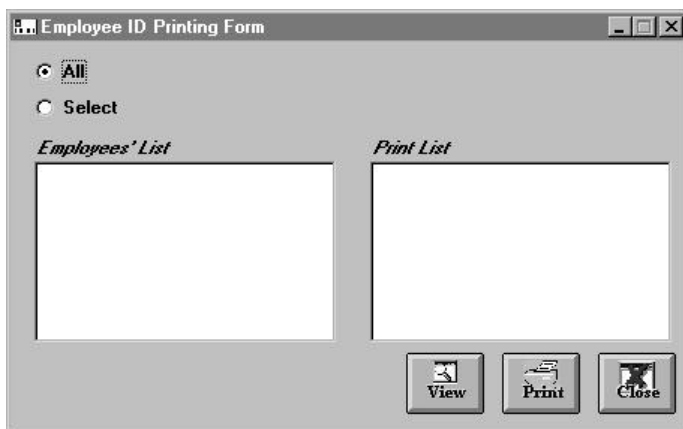 Employee ID Printing Form
All
Select
Employees' List Print List
View Print Close